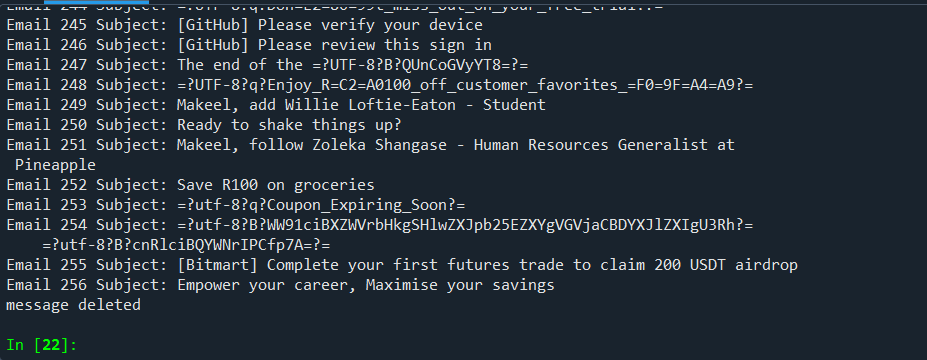 Email 244 Subject: =?UTF-8?q?Don=E2=80=99t_miss_out_on_your_free_trial!?=
Email 245 Subject: [GitHub] Please verify your device
Email 246 Subject: [GitHub] Please review this sign in
Email 247 Subject: The end of the =?UTF-8?B?QUnCoGVyYT8=?=
Email 248 Subject: =?UTF-8?q?Enjoy_R=C2=A0100_off_customer_favorites_=F0=9F=A4=A9?=
Email 249 Subject: Makeel, add Willie Loftie-Eaton - Student
Email 250 Subject: Ready to shake things up?
Email 251 Subject: Makeel, follow Zoleka Shangase - Human Resources Generalist at
Pineapple
Email 252 Subject: Save R100 on groceries
Email 253 Subject: =?utf-8?q?Coupon_Expiring_Soon?=
Email 254 Subject: =?utf-8?B?WW91ciBXZWVrbHkgSHlwZXJpb25EZXYgVGVjaCBDYXJlZXIgU3Rh?=
=?utf-8?B?cnRlciBQYWNrIPCfp7A=?=
Email 255 Subject: [Bitmart] Complete your first futures trade to claim 200 USDT airdrop
Email 256 Subject: Empower your career, Maximise your savings
message deleted
In [22]: